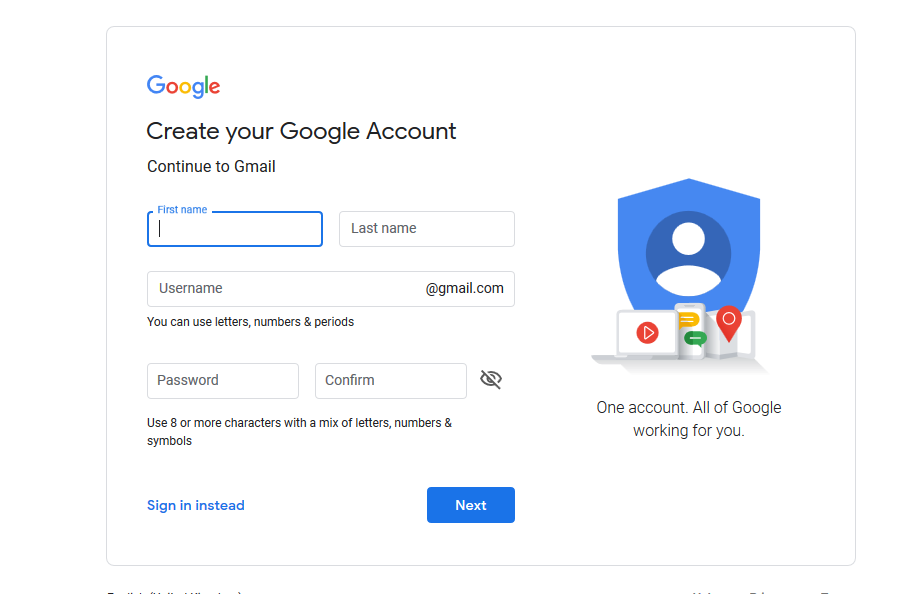 Google
Create your Google Account
Continue to Gmail
First name
Last name
Username
@gmail.com
You can use letters, numbers & periods
Password
Confirm
Use 8 or more characters with a mix of letters, numbers &
symbols
One account. All of Google
working for you.
Sign in instead
Next